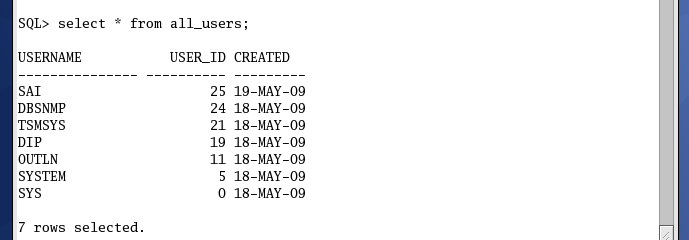 SQL> select * from all_users;
USERNAME USER_ID CREATED
--------------- ---------- ---------
SAI 25 19-MAY-09
DBSNMP 24 18-MAY-09
TSMSYS 21 18-MAY-09
DIP 19 18-MAY-09
OUTLN 11 18-MAY-09
SYSTEM 5 18-MAY-09
SYS 0 18-MAY-09
7 rows selected.